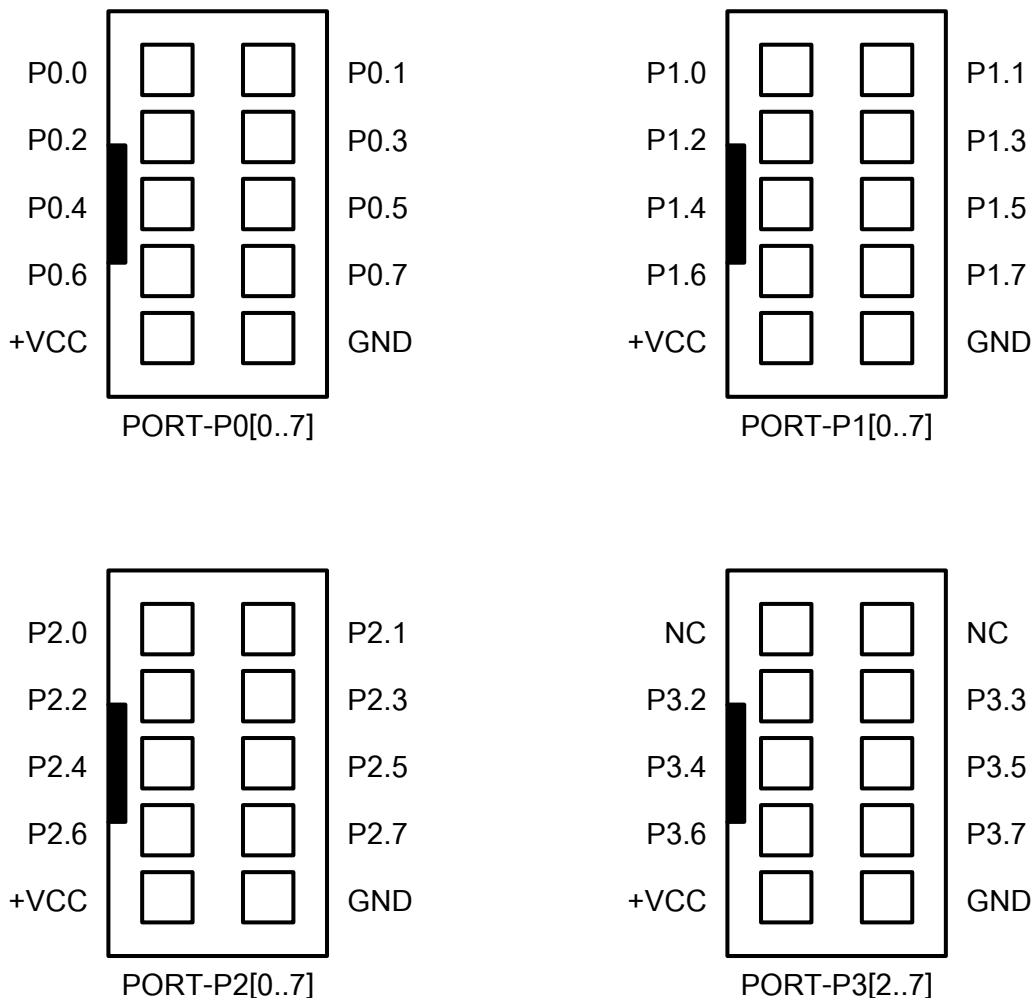 P0.0 P0.1
P0.2 P0.3
P0.4 P0.5
P0.6 P0.7
+VCC GND
PORT-P0[0..7]
P1.0 P1.1
P1.2 P1.3
P1.4 P1.5
P1.6 P1.7
+VCC GND
PORT-P1[0..7]
P2.0 P2.1
P2.2 P2.3
P2.4 P2.5
P2.6 P2.7
+VCC GND
PORT-P2[0..7]
NC NC
P3.2 P3.3
P3.4 P3.5
P3.6 P3.7
+VCC GND
PORT-P3[2..7]